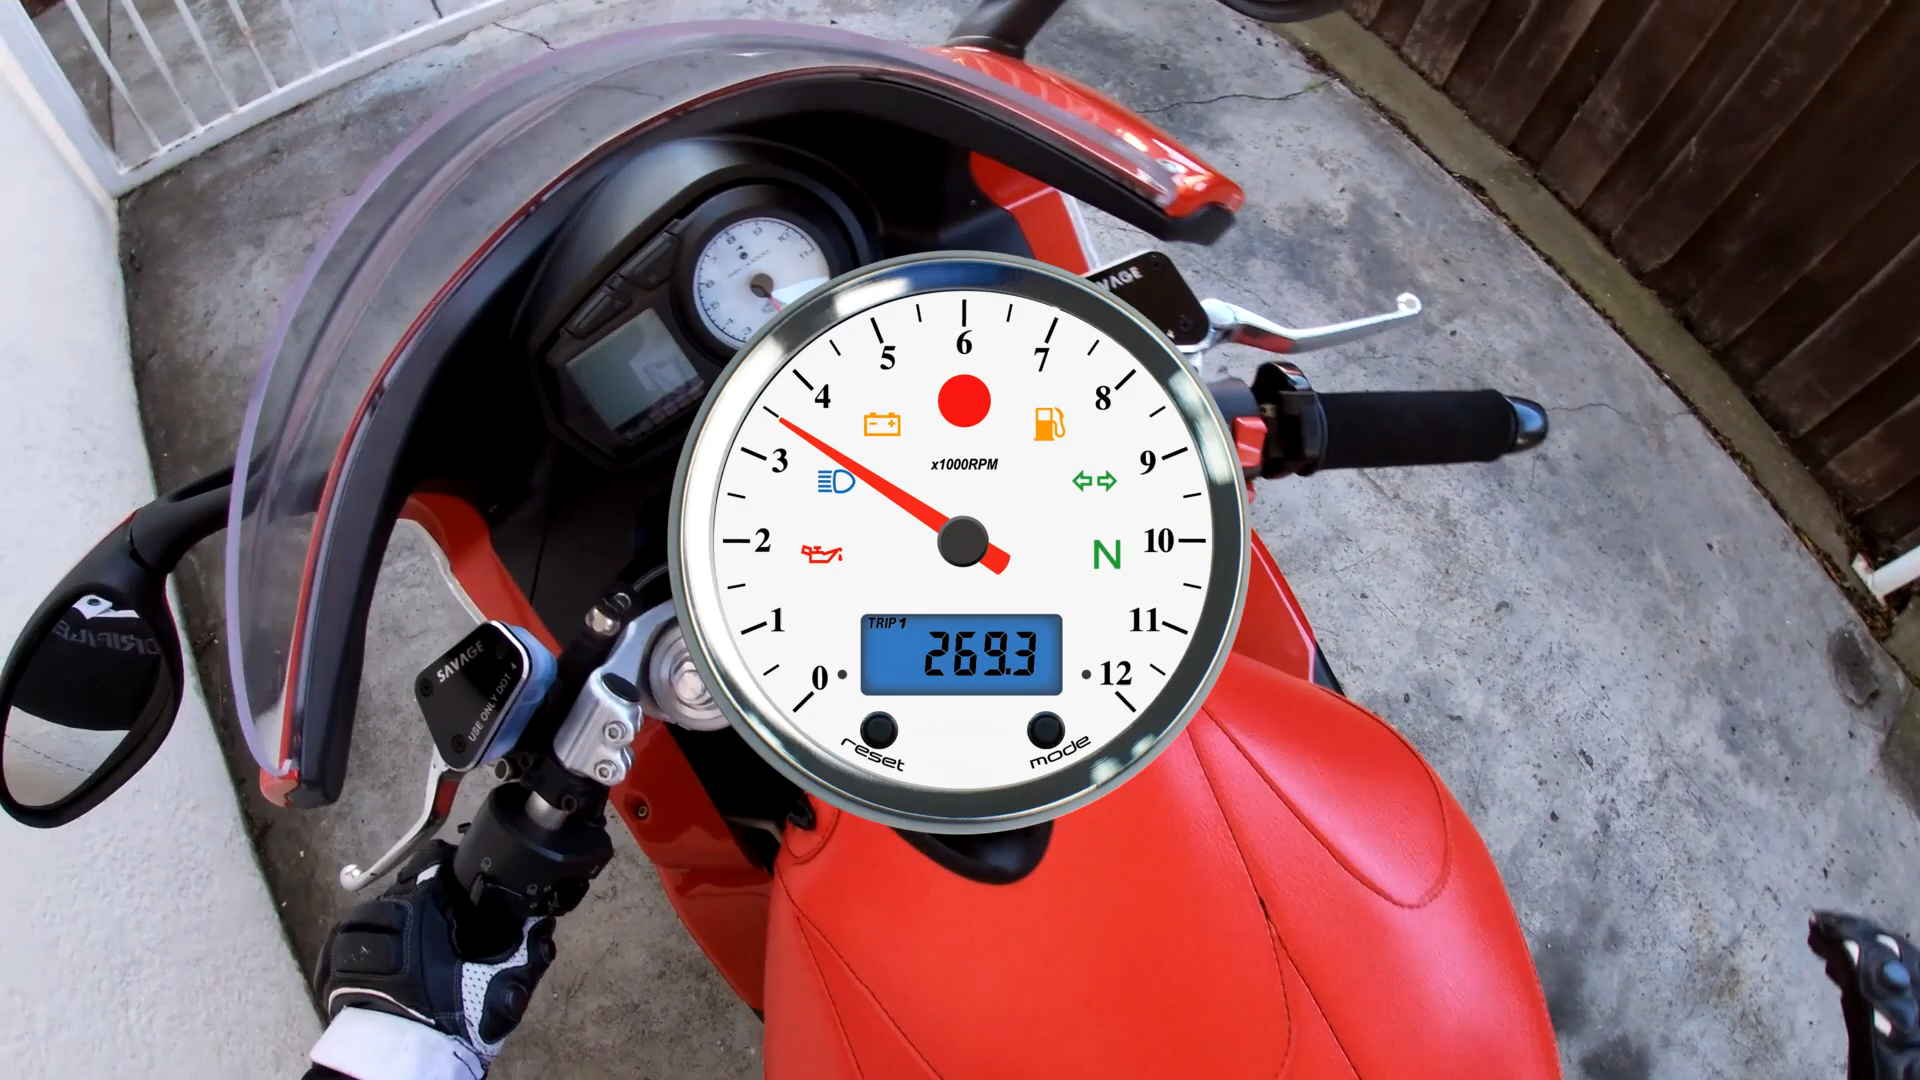 SAVAGE
6
5
7
4
8
3
9
x1000RPM
2
10
N
1
11
TRIP 1
269.3
0
12
reset
mode
SAVAGE
USE ONLY DOT 4